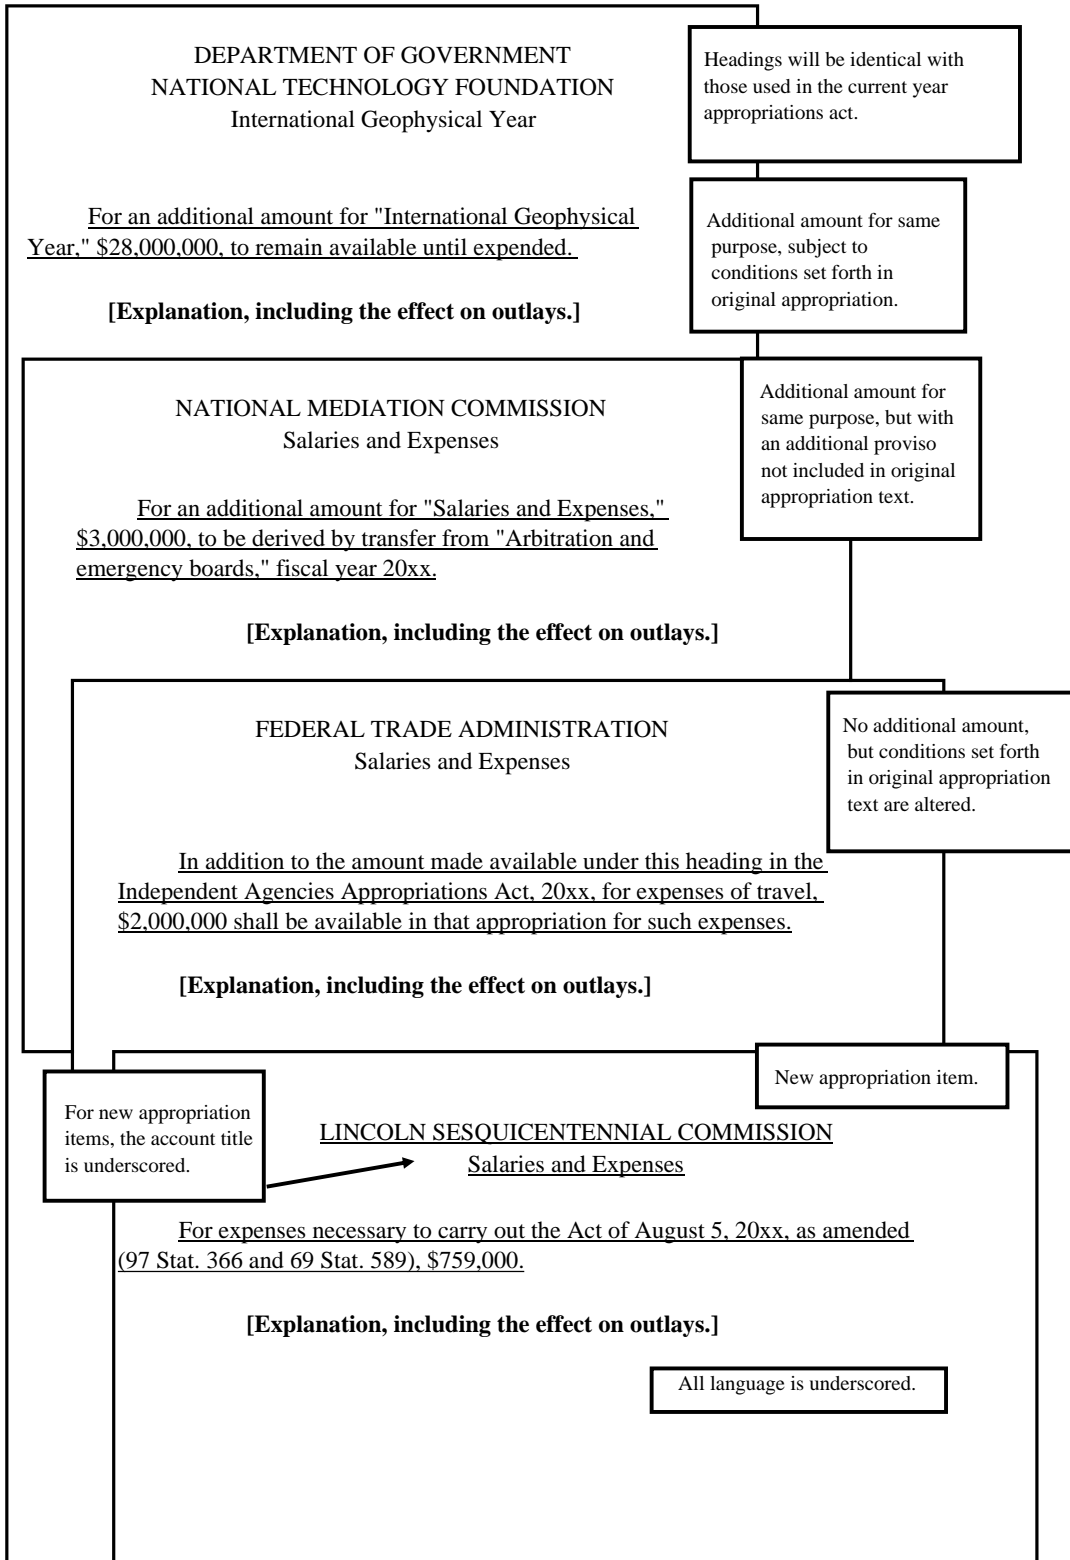 DEPARTMENT OF GOVERNMENT
NATIONAL TECHNOLOGY FOUNDATION
International Geophysical Year
Headings will be identical with
those used in the current year
appropriations act.
For an additional amount for "International Geophysical
Year," $28,000,000, to remain available until expended.
[Explanation, including the effect on outlays.]
Additional amount for same
purpose, subject to
conditions set forth in
original appropriation.
NATIONAL MEDIATION COMMISSION
Salaries and Expenses
Additional amount for
same purpose, but with
an additional proviso
not included in original
appropriation text.
For an additional amount for "Salaries and Expenses,"
$3,000,000, to be derived by transfer from "Arbitration and
emergency boards," fiscal year 20xx.
[Explanation, including the effect on outlays.]
FEDERAL TRADE ADMINISTRATION
Salaries and Expenses
No additional amount,
but conditions set forth
in original appropriation
text are altered.
In addition to the amount made available under this heading in the
Independent Agencies Appropriations Act, 20xx, for expenses of travel,
$2,000,000 shall be available in that appropriation for such expenses.
[Explanation, including the effect on outlays.]
New appropriation item.
For new appropriation
items, the account title
is underscored.
LINCOLN SESQUICENTENNIAL COMMISSION
Salaries and Expenses
For expenses necessary to carry out the Act of August 5, 20xx, as amended
(97 Stat. 366 and 69 Stat. 589), $759,000.
[Explanation, including the effect on outlays.]
All language is underscored.